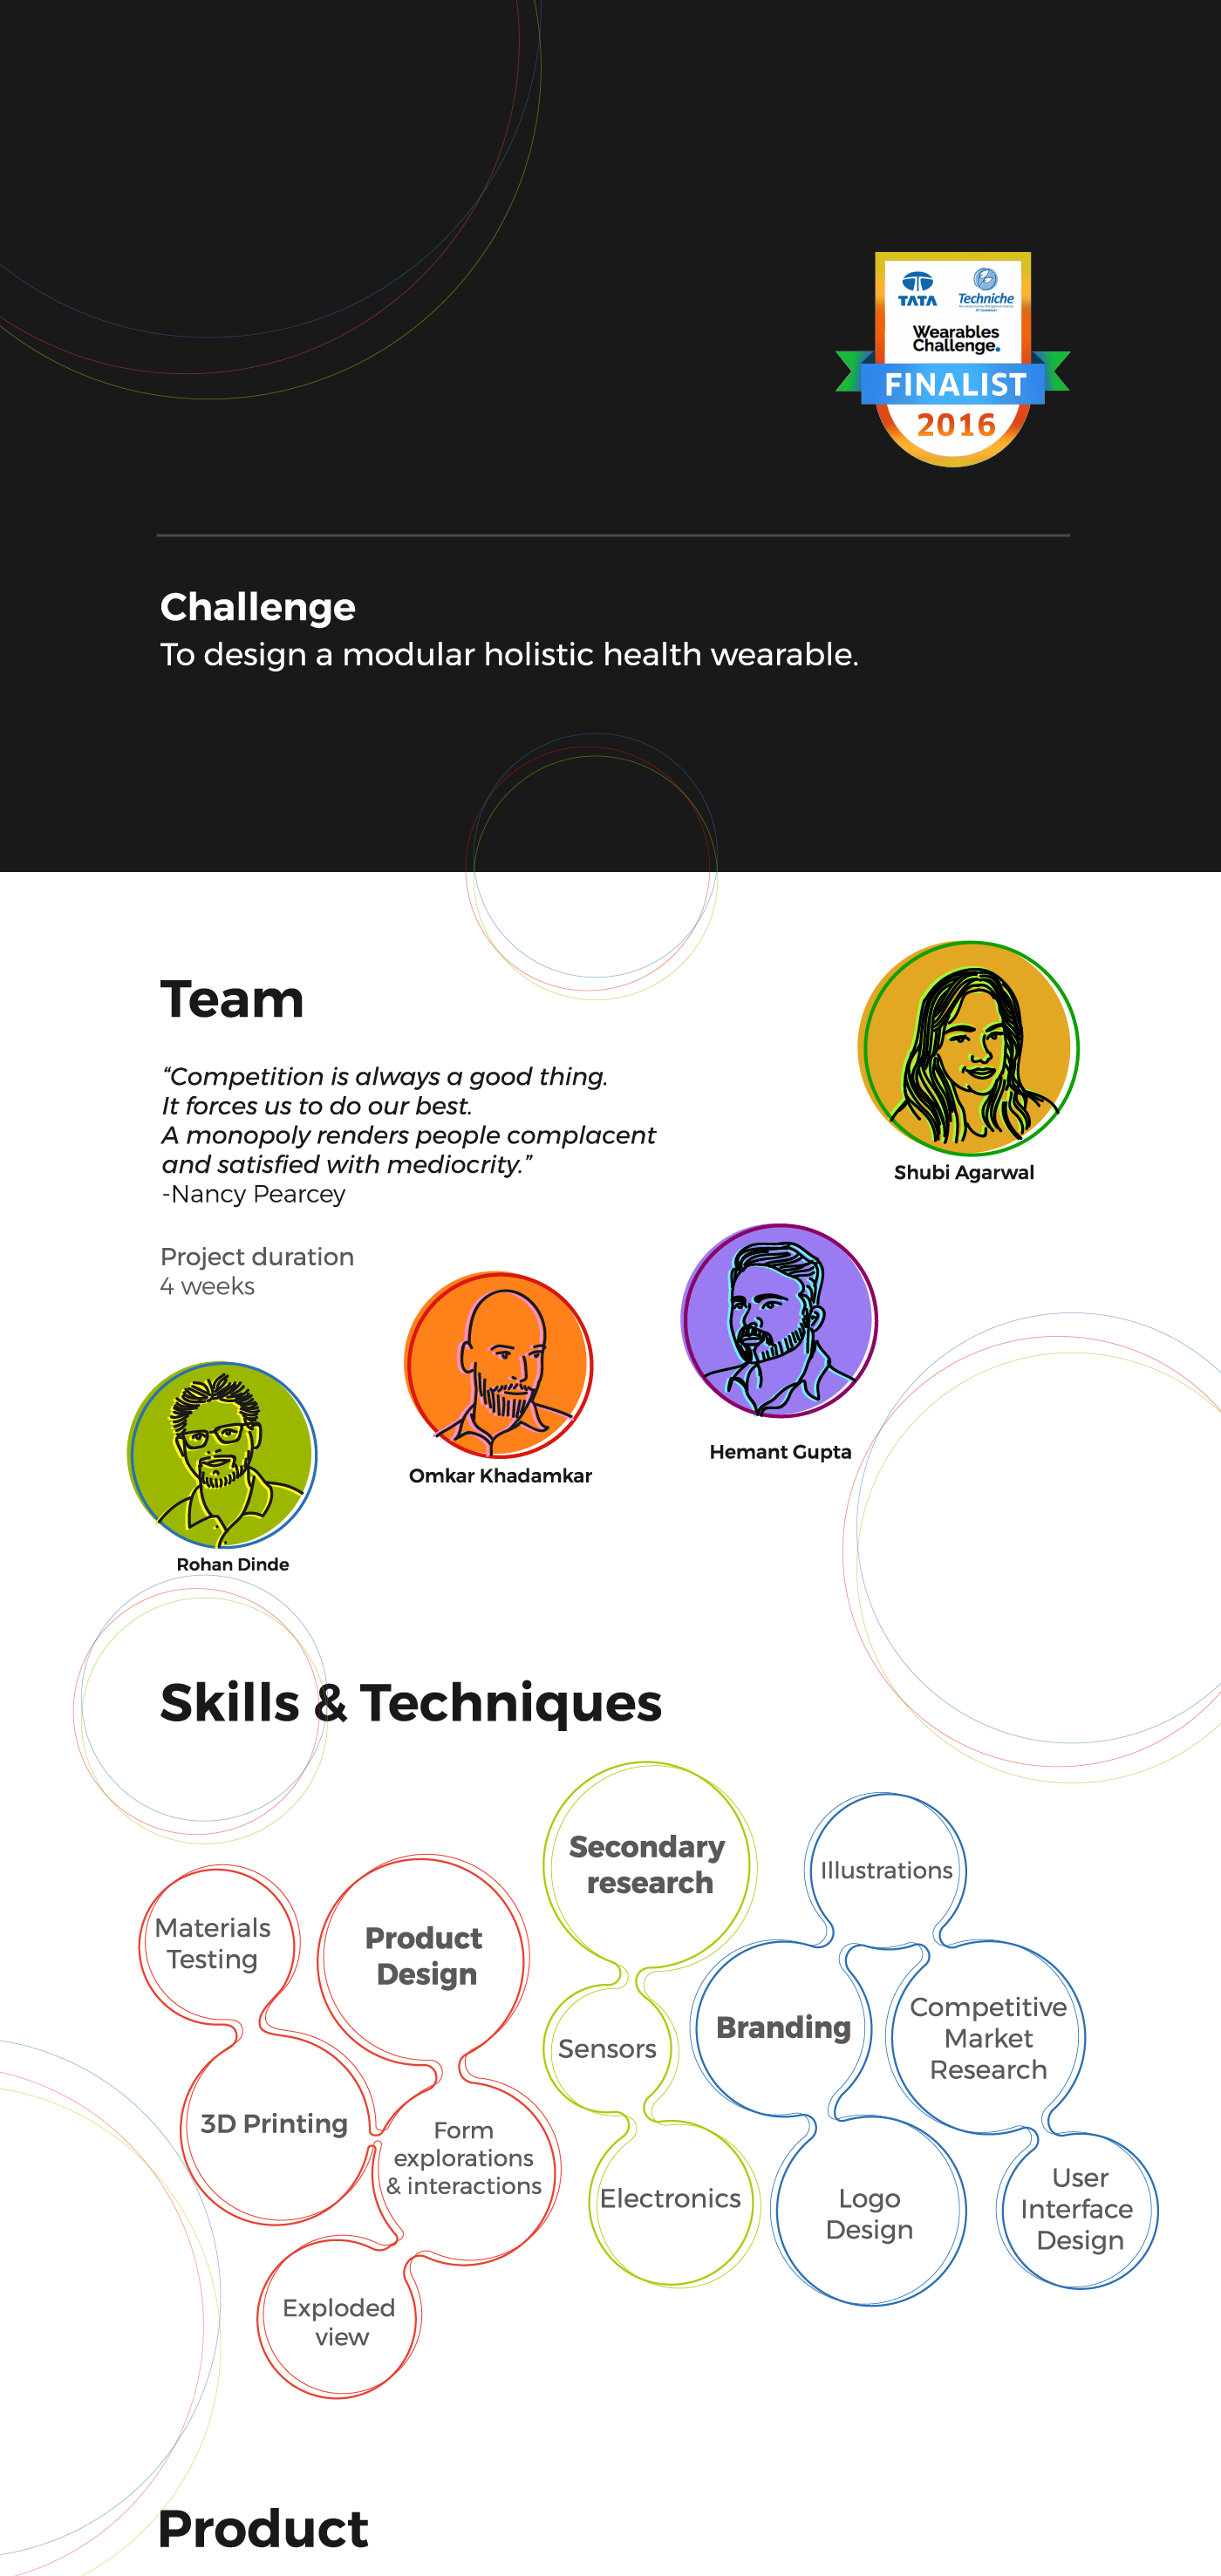 TATA
Techniche
Wearables
Challenge.
FINALIST
2016
Challenge
To design a modular holistic health wearable.
Team
“Competition is always a good thing.
It forces us to do our best.
A monopoly renders people complacent
and satisfied with mediocrity.”
-Nancy Pearcey
Project duration
4 weeks
Shubi Agarwal
Hemant Gupta
Omkar Khadamkar
Rohan Dinde
Skills & Techniques
Materials
Testing
Product
Design
3D Printing
Form
explorations
& interactions
Exploded
view
Secondary
research
Sensors
Electronics
Illustrations
Branding
Competitive
Market
Research
Logo
Design
User
Interface
Design
Product